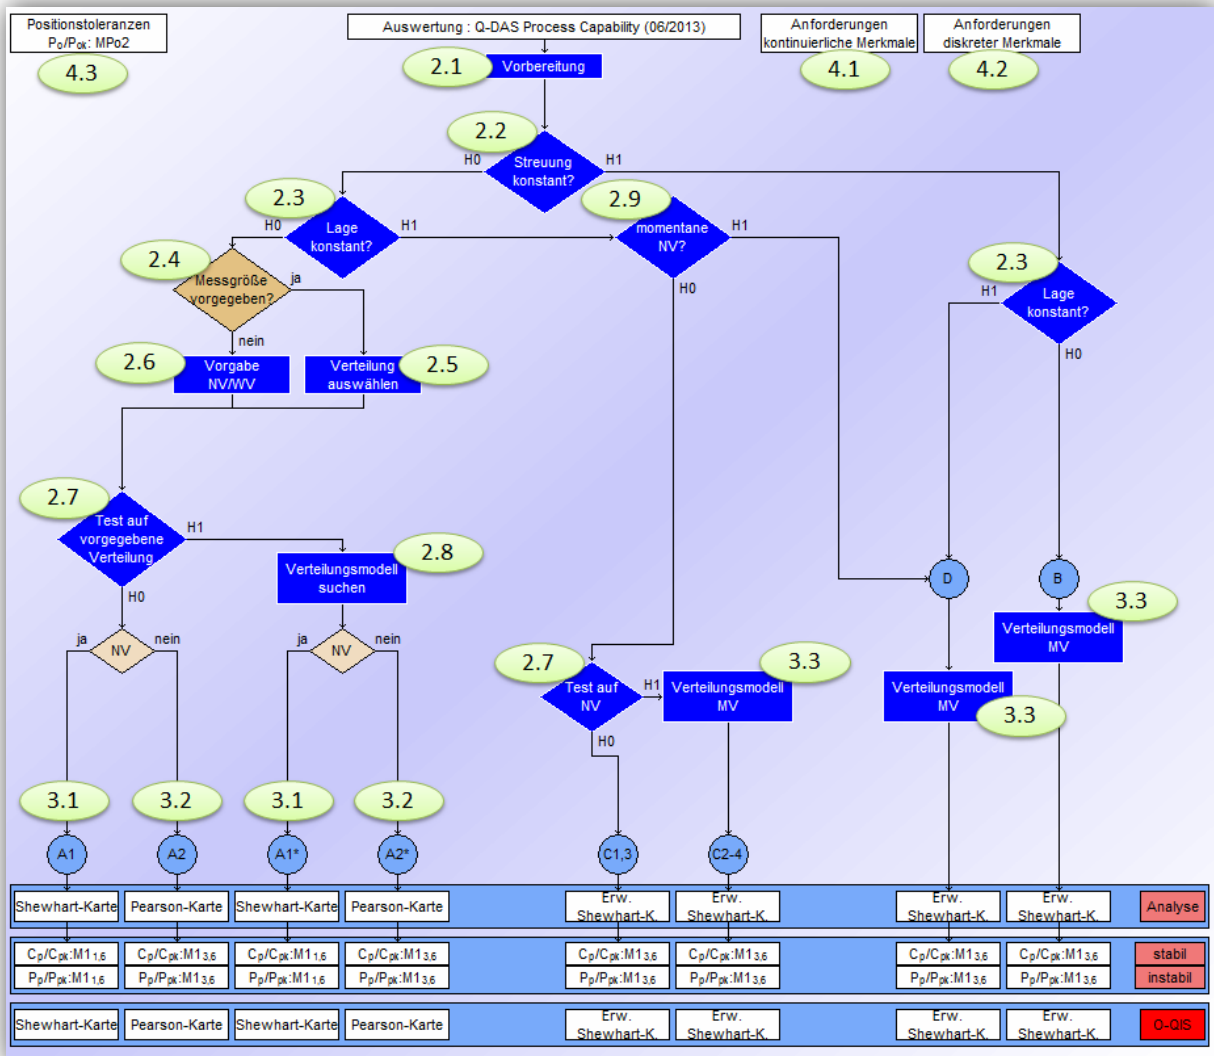 Positionstoleranzen
Po/Pok: MPo2
4.3
Auswertung : Q-DAS Process Capability (06/2013)
Anforderungen
kontinuierliche Merkmale
4.1
Anforderungen
diskreter Merkmale
4.2
2.1
Vorbereitung
2.2
H0
Streuung
konstant?
H1
2.3
H0
Lage
konstant?
H1
2.9
momentane
NV?
H1
H0
2.3
H1
Lage
konstant?
H0
2.4
Messgröße
vorgegeben?
ja
nein
2.6
Vorgabe
NV/WV
Verteilung
auswählen
2.5
2.7
Test auf
vorgegebene
Verteilung
H1
H0
2.8
Verteilungsmodell
suchen
D
B
3.3
Verteilungsmodell
MV
ja
NV
nein
ja
NV
nein
2.7
Test auf
NV
H1
H0
3.3
Verteilungsmodell
MV
Verteilungsmodell
MV
3.3
3.1
3.2
3.1
3.2
A1
A2
A1*
A2*
C1,3
C2-4
Shewhart-Karte
Pearson-Karte
Shewhart-Karte
Pearson-Karte
Erw.
Shewhart-K.
Erw.
Shewhart-K.
Erw.
Shewhart-K.
Erw.
Shewhart-K.
Analyse
Cp/Cpk:M11,6
Cp/Cpk:M13,6
Cp/Cpk:M11,6
Cp/Cpk:M13,6
Cp/Cpk:M13,6
Cp/Cpk:M13,6
Cp/Cpk:M13,6
Cp/Cpk:M13,6
stabil
Pp/Ppk:M11,6
Pp/Ppk:M13,6
Pp/Ppk:M11,6
Pp/Ppk:M13,6
Pp/Ppk:M13,6
Pp/Ppk:M13,6
Pp/Ppk:M13,6
Pp/Ppk:M13,6
instabil
Shewhart-Karte
Pearson-Karte
Shewhart-Karte
Pearson-Karte
Erw.
Shewhart-K.
Erw.
Shewhart-K.
Erw.
Shewhart-K.
Erw.
Shewhart-K.
O-QIS